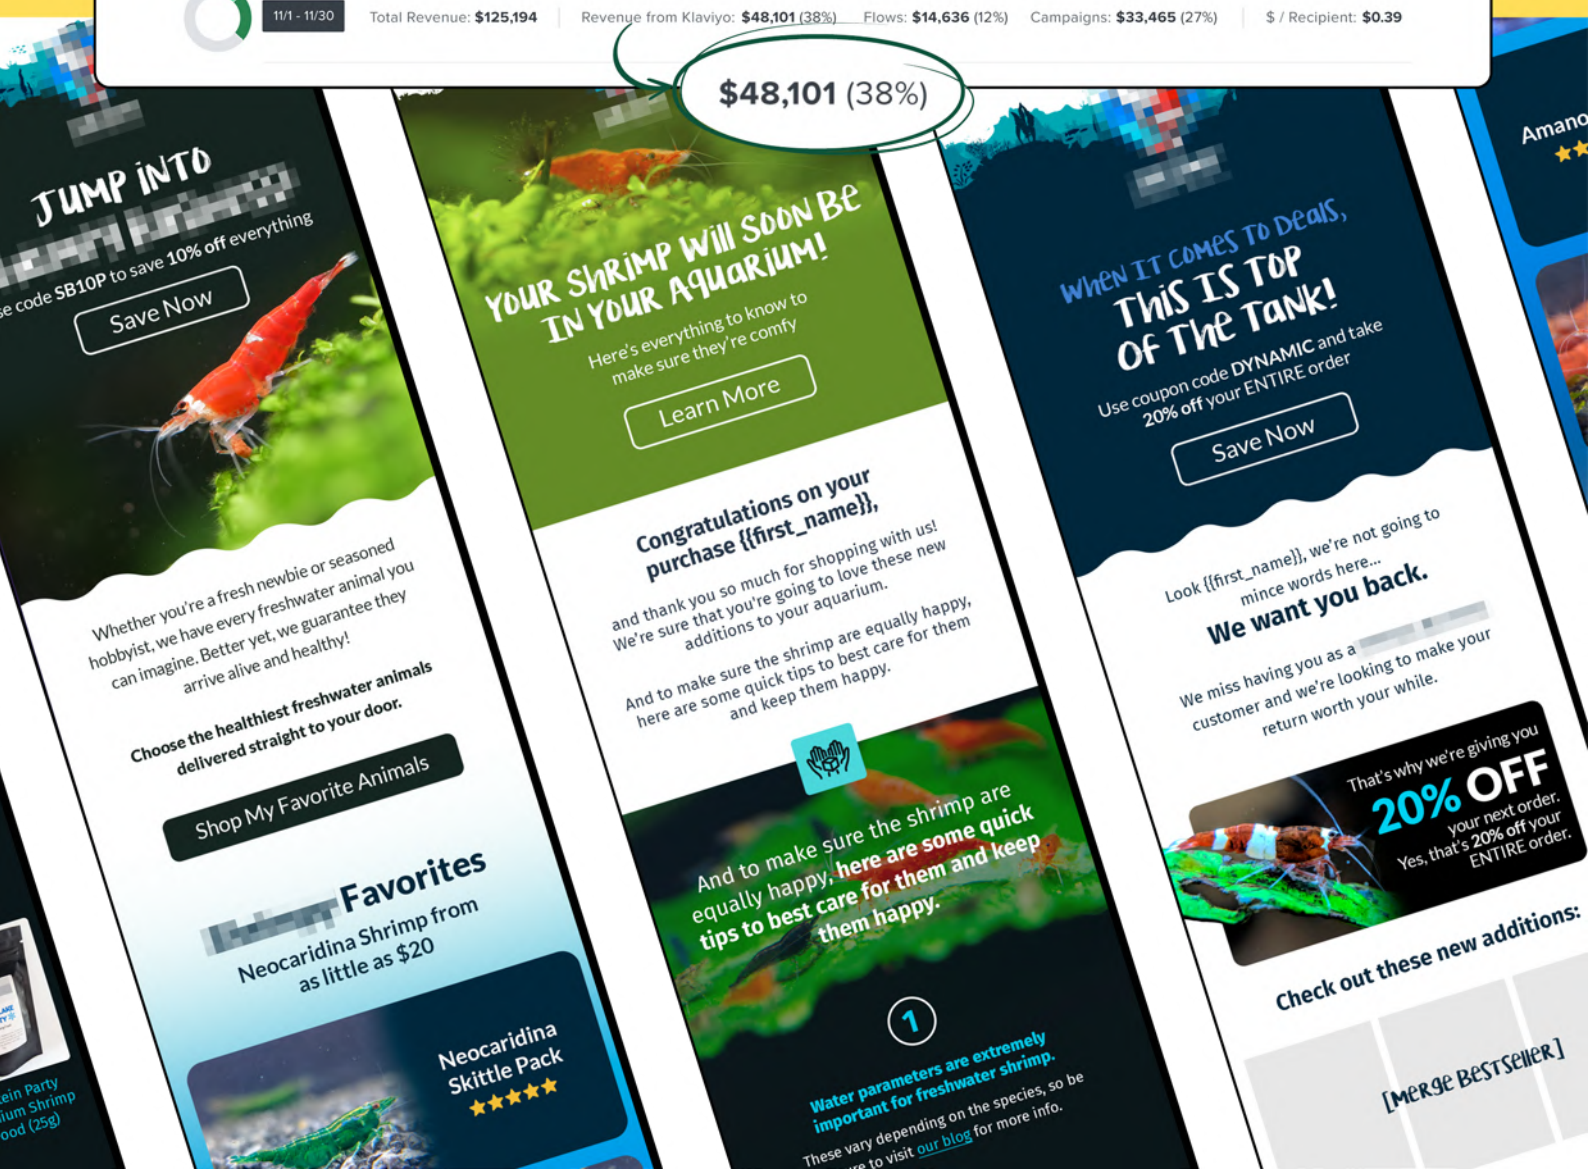 11/1 - 11/30
Total Revenue: $125,194
Revenue from Klaviyo: $48,101 (38%)
Flows: $14,636 (12%)
Campaigns: $33,465 (27%)
$ / Recipient: $0.39
$48,101 (38%)
JUMP INTO
code SB10P to save 10% off everything
Save Now
Whether you're a fresh newbie or seasoned
hobbyist, we have every freshwater animal you
can imagine. Better yet, we guarantee they
arrive alive and healthy!
Choose the healthiest freshwater animals
delivered straight to your door.
Shop My Favorite Animals
Favorites
Neocaridina Shrimp from
as little as $20
Neocaridina
Skittle Pack
Party
Shrimp
(25g)
YOUR SHRIMP WILL SOON BE
IN YOUR AQUARIUM!
Here's everything to know to
make sure they're comfy
Learn More
Congratulations on your
purchase {{first_name}},
and thank you so much for shopping with us!
We're sure that you're going to love these new
additions to your aquarium.
And to make sure the shrimp are equally happy,
here are some quick tips to best care for them
and keep them happy.
And to make sure the shrimp are
equally happy, here are some quick
tips to best care for them and keep
them happy.
1
Water parameters are extremely
important for freshwater shrimp.
These vary depending on the species, so be
to visit our blog for more info.
WHEN IT COMES TO DEALS,
THIS IS TOP
OF THE TANK!
Use coupon code DYNAMIC and take
20% off your ENTIRE order
Save Now
Look {{first_name}}, we're not going to
mince words here...
We want you back.
We miss having you as a
customer and we're looking to make your
return worth your while.
That's why we're giving you
20% OFF
your next order.
Yes, that's 20% off your
ENTIRE order.
Check out these new additions:
[MERGE BESTSELLER]
Amano